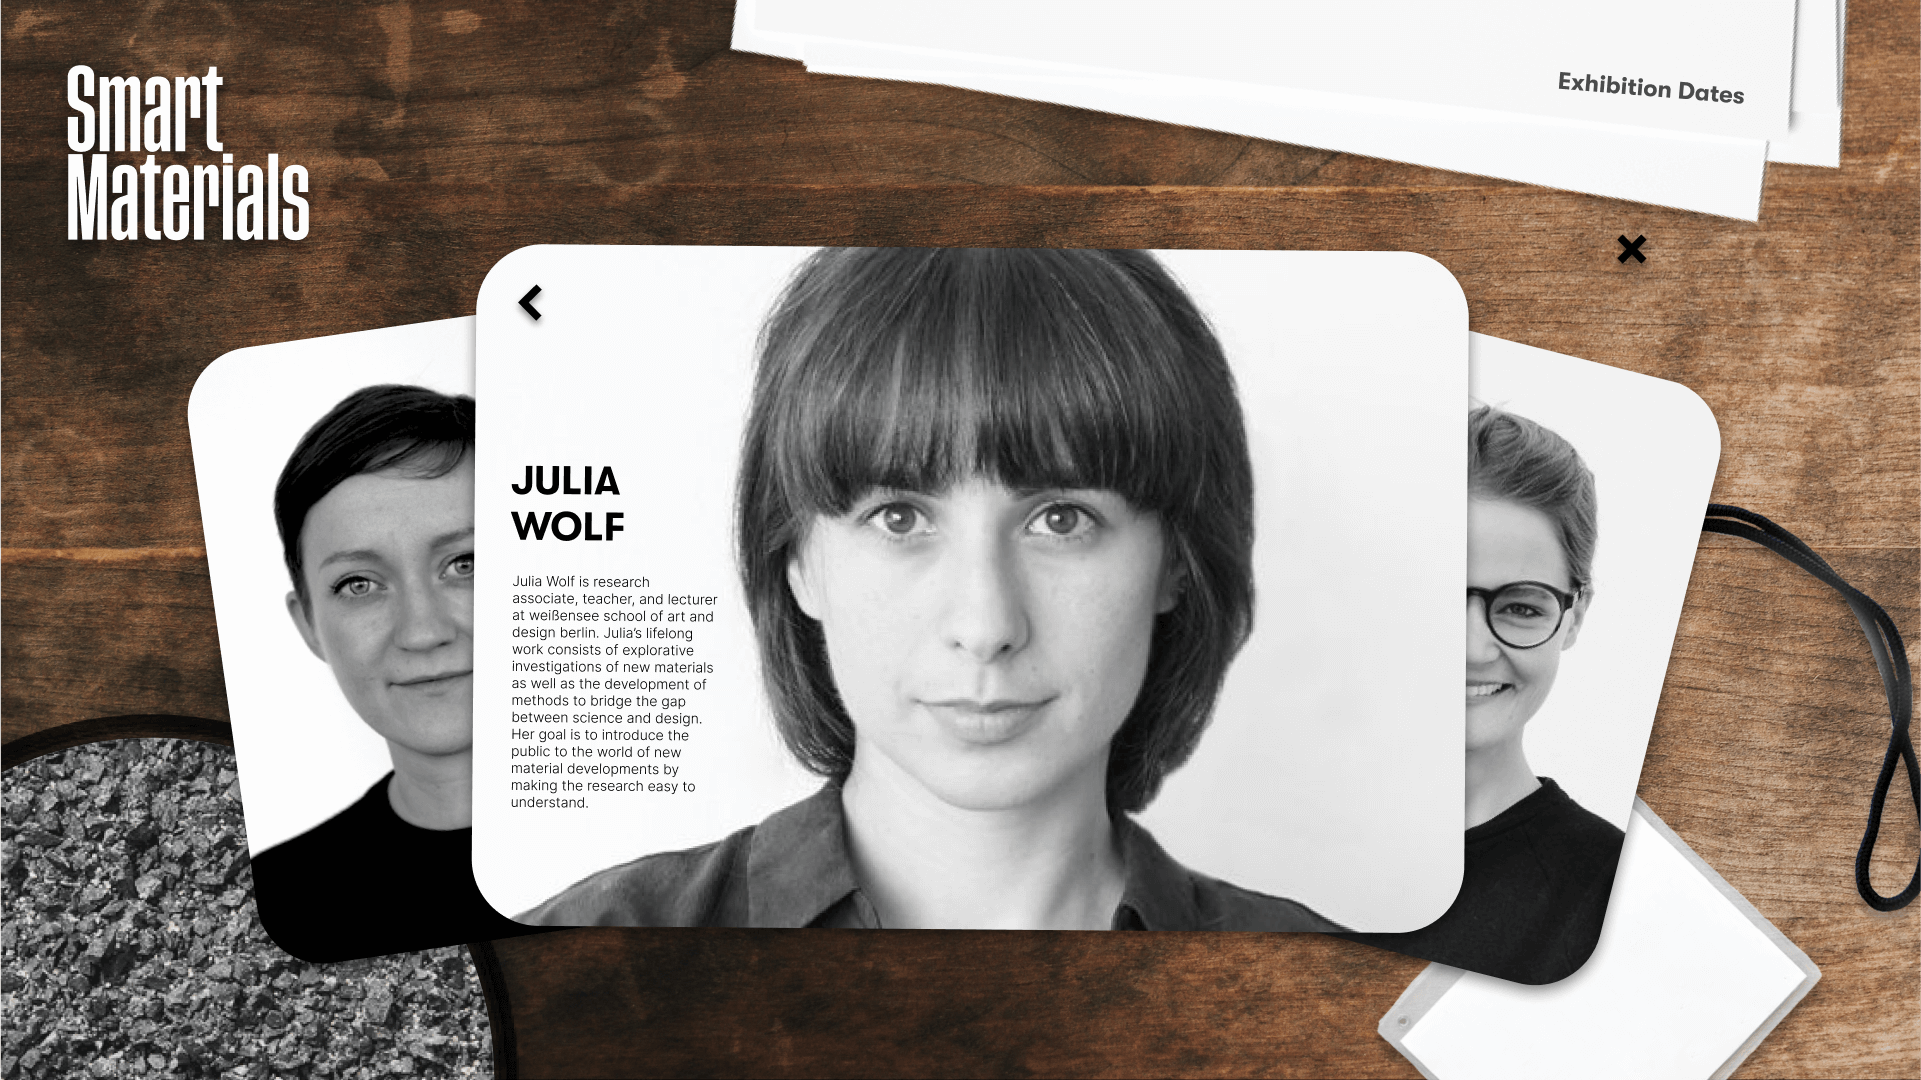 Smart
Materials
Exhibition Dates
JULIA
WOLF
Julia Wolf is research
associate, teacher, and lecturer
at weißensee school of art and
design berlin. Julia’s lifelong
work consists of explorative
investigations of new materials
as well as the development of
methods to bridge the gap
between science and design.
Her goal is to introduce the
public to the world of new
material developments by
making the research easy to
understand.